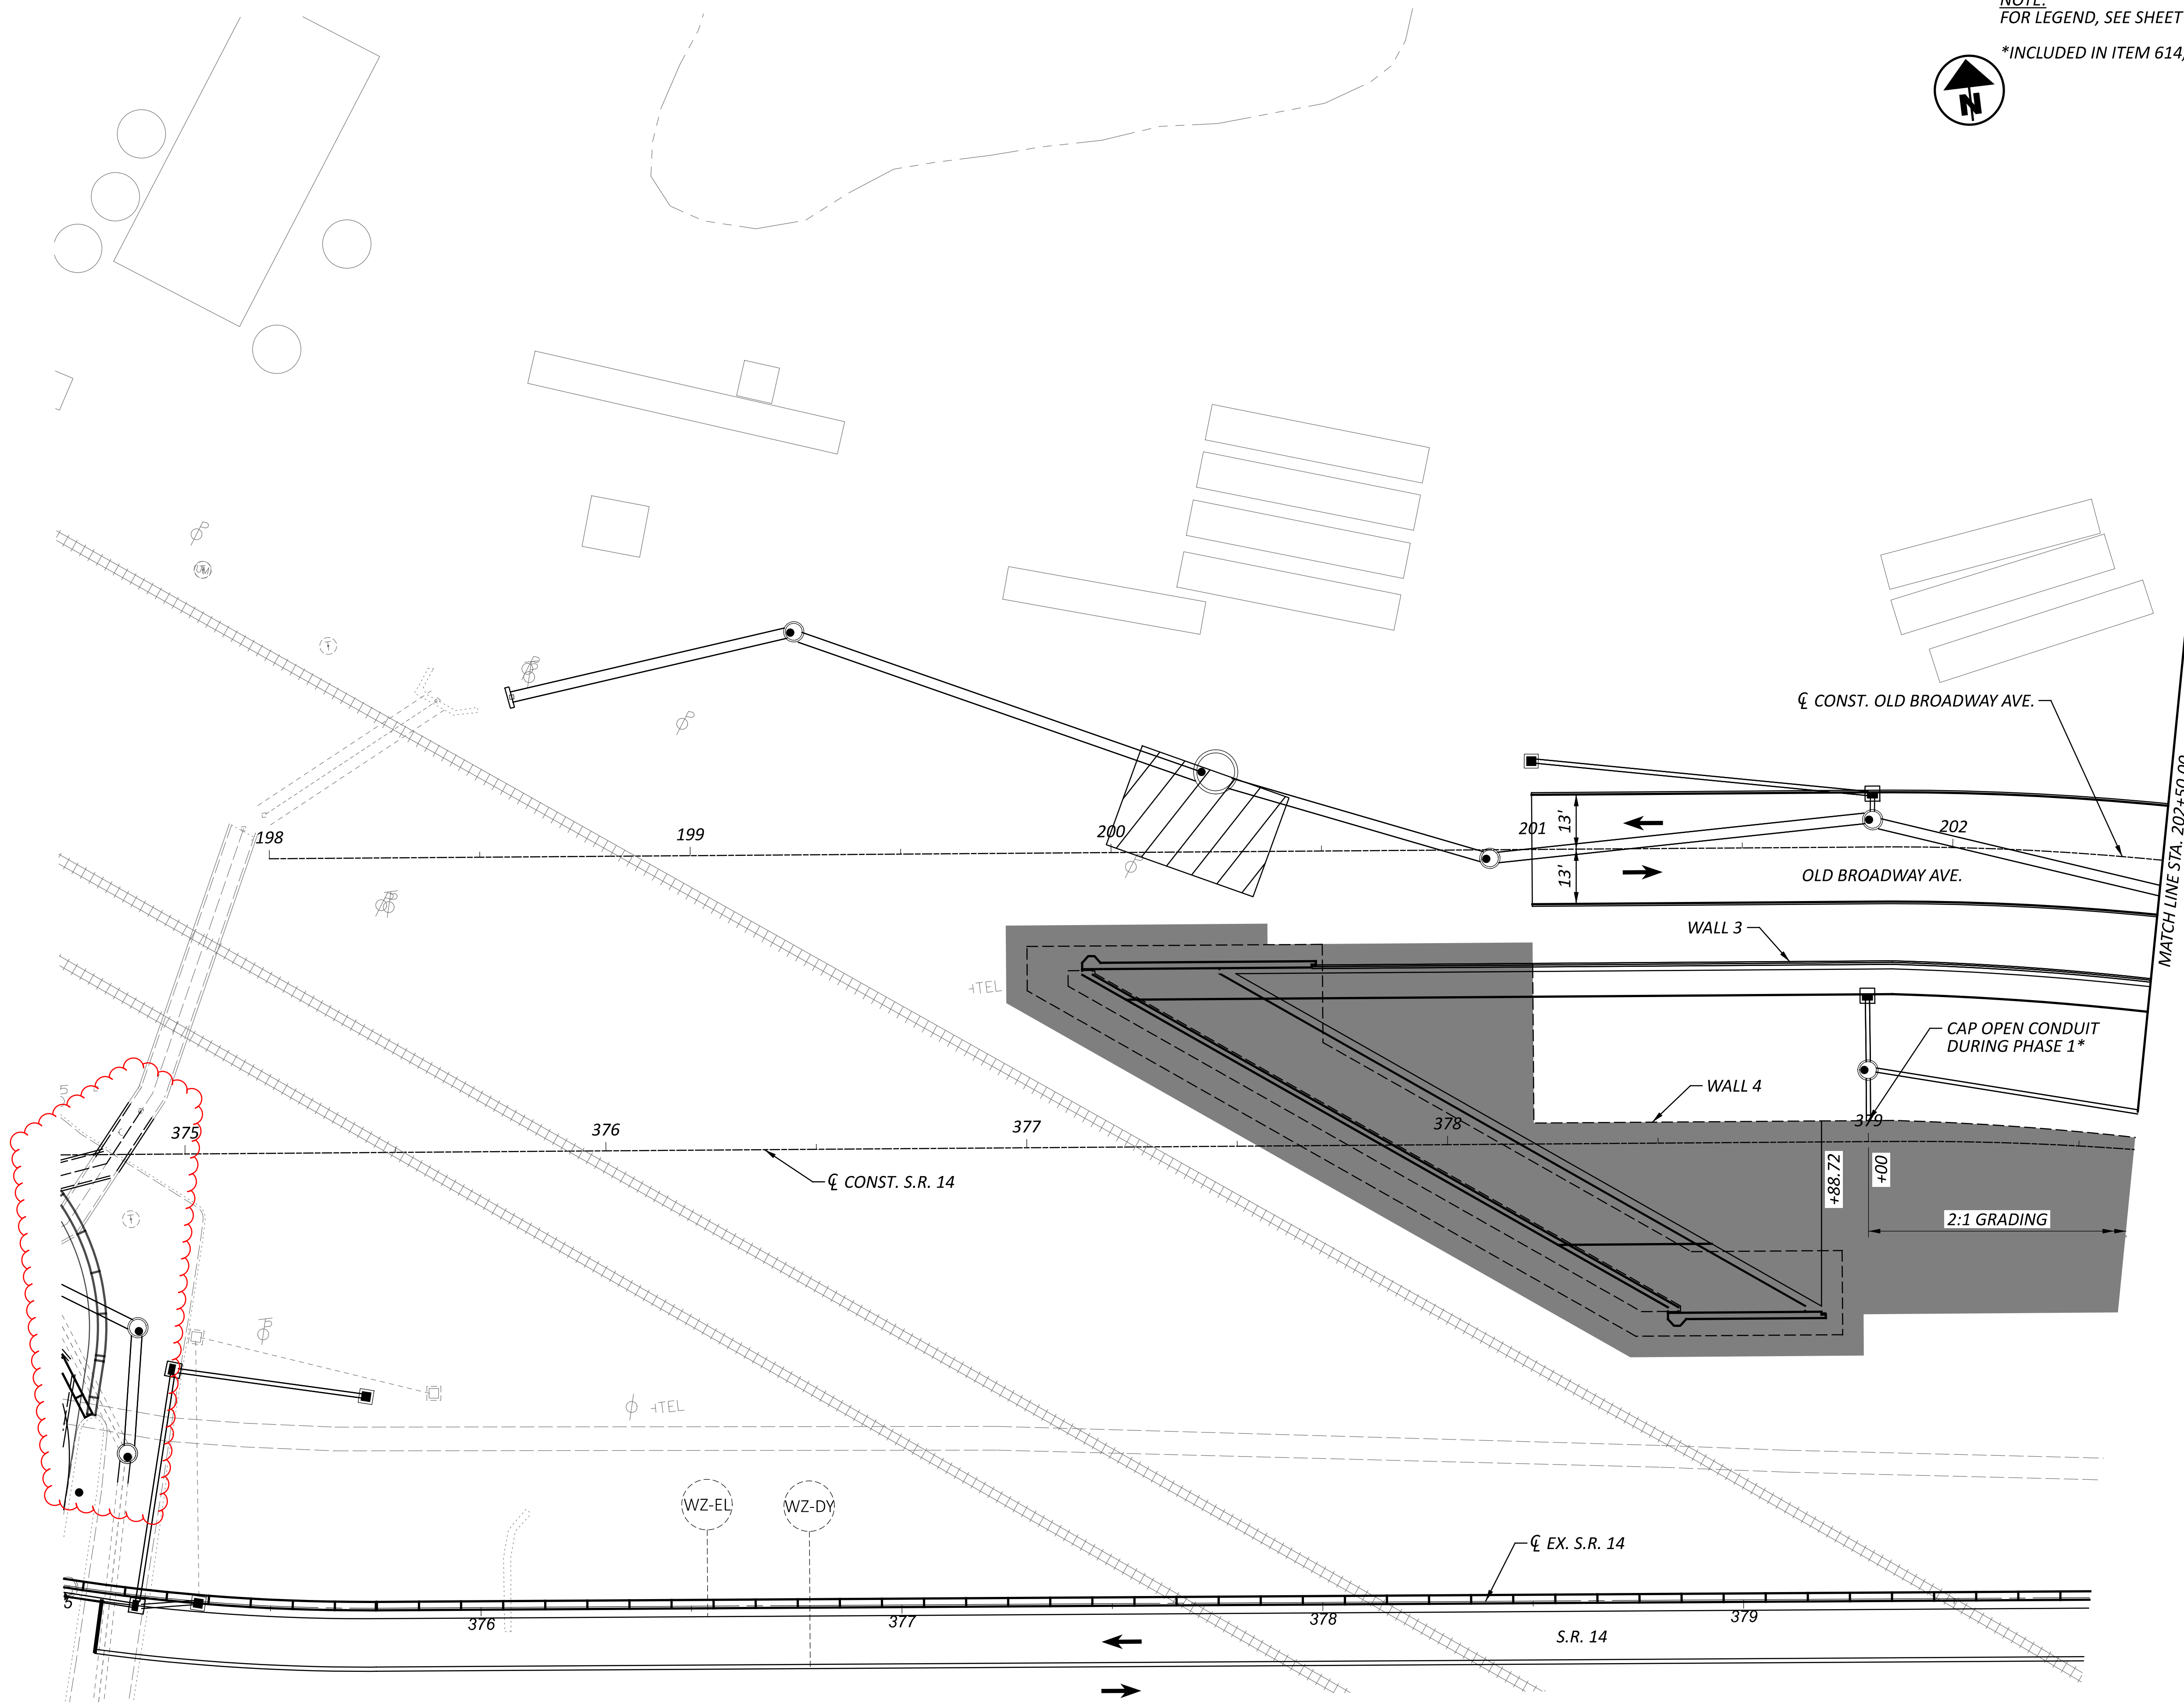 NOTE:
FOR LEGEND, SEE SHEET
*INCLUDED IN ITEM 614,
N
℄ CONST. OLD BROADWAY AVE.
198
199
200
201
202
13'
13'
OLD BROADWAY AVE.
MATCH LINE STA. 202+50.00
WALL 3
TEL
CAP OPEN CONDUIT
DURING PHASE 1*
WALL 4
375
376
377
378
379
℄ CONST. S.R. 14
+88.72
+00
2:1 GRADING
TEL
WZ-EL
WZ-DY
℄ EX. S.R. 14
5
376
377
378
379
S.R. 14